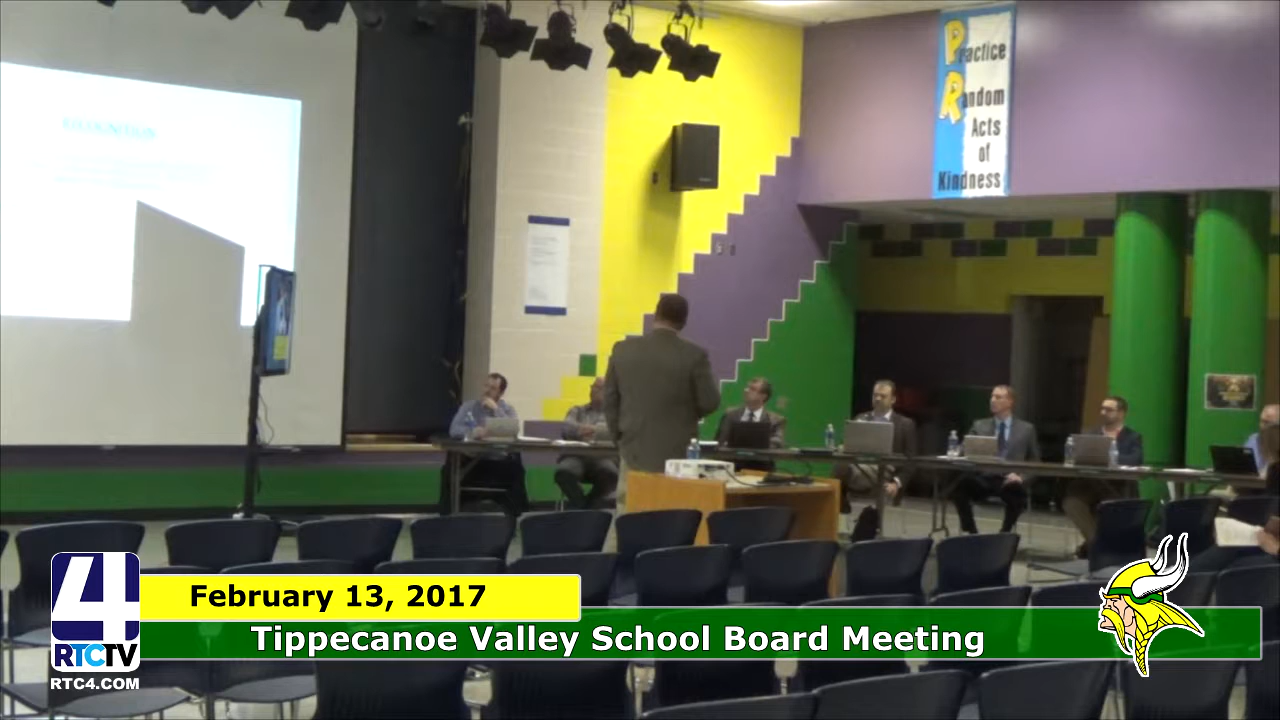 Practice
Random
Acts
of
Kindness
4
RTCTV
RTC4.COM
February 13, 2017
Tippecanoe Valley School Board Meeting